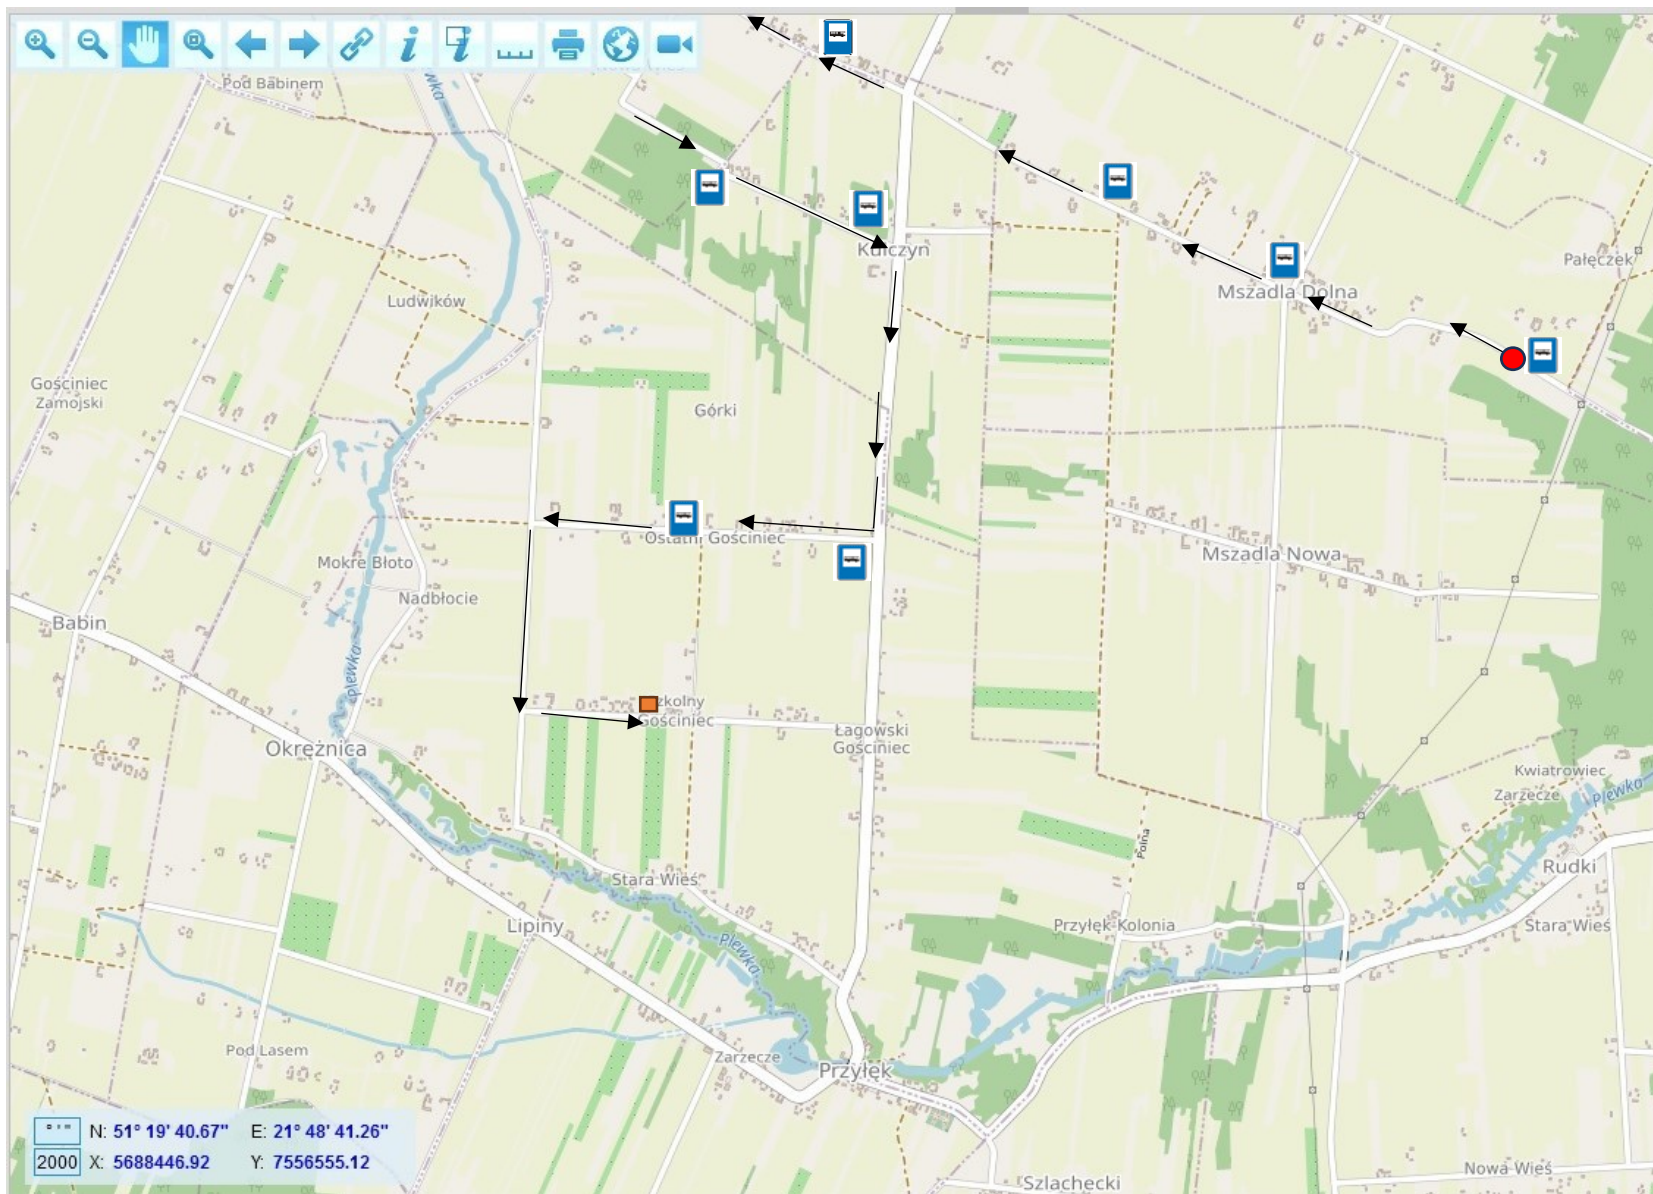 Pod Babinem
Pałęczek
Kulczyn
Mszadla Dolna
Ludwików
Gościniec
Zamojski
Górki
Ostatni Gościniec
Mszadla Nowa
Mokre Błoto
Nadbłocie
Babin
Plewka
zkolny
Gościniec
Łagowski
Gościniec
Okrężnica
Kwiatrowiec
Zarzecze
Plewka
Polna
Rudki
Stara Wieś
Lipiny
Przyłęk Kolonia
Stara Wieś
Plewka
Pod Lasem
Zarzecze
Przyłęk
° ' " N: 51° 19' 40.67" E: 21° 48' 41.26"
2000 X: 5688446.92 Y: 7556555.12
Nowa Wieś
Szlachecki